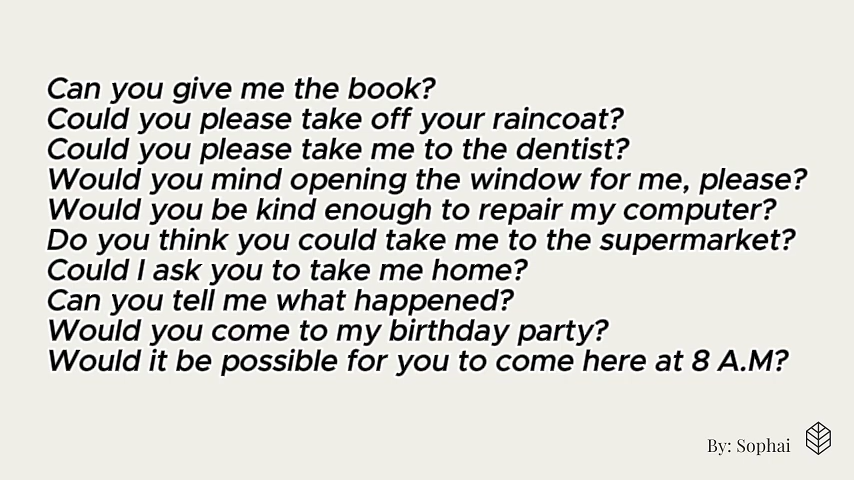 Can you give me the book?
Could you please take off your raincoat?
Could you please take me to the dentist?
Would you mind opening the window for me, please?
Would you be kind enough to repair my computer?
Do you think you could take me to the supermarket?
Could I ask you to take me home?
Can you tell me what happened?
Would you come to my birthday party?
Would it be possible for you to come here at 8 A.M?
By: Sophai